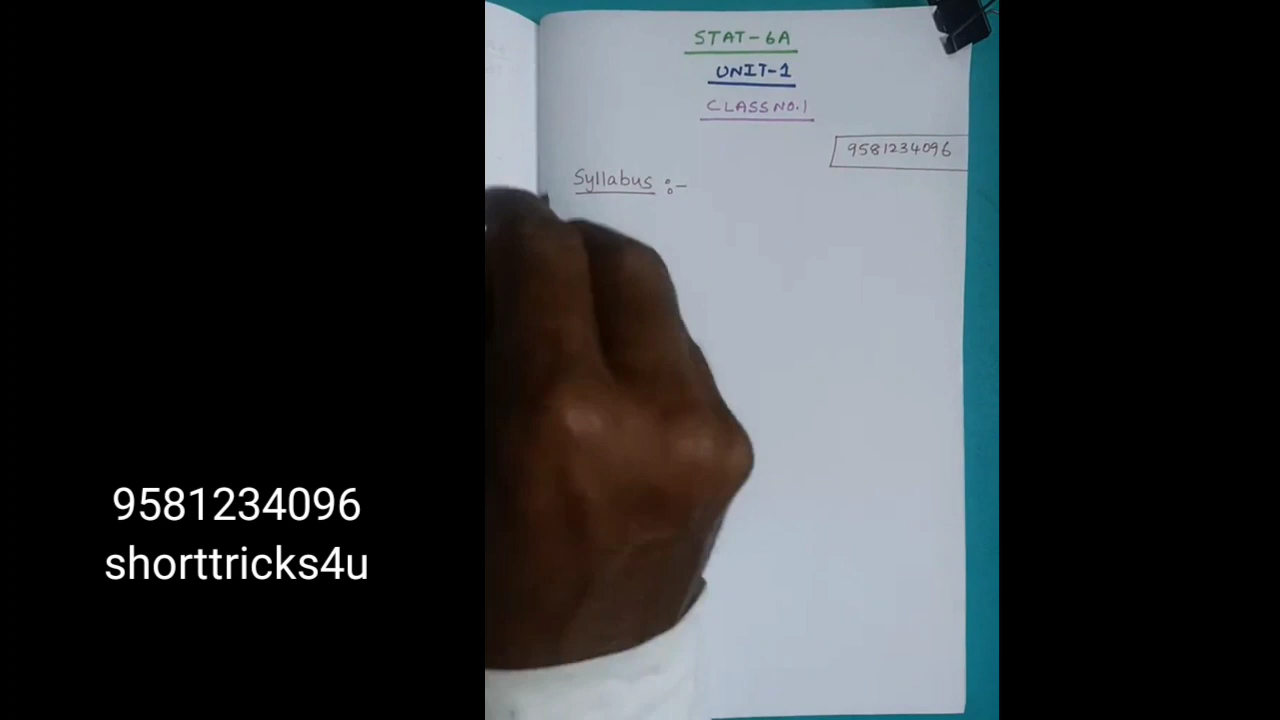 STAT-6A
UNIT-1
CLASS NO.1
9581234096
Syllabus :-
9581234096
shorttricks4u